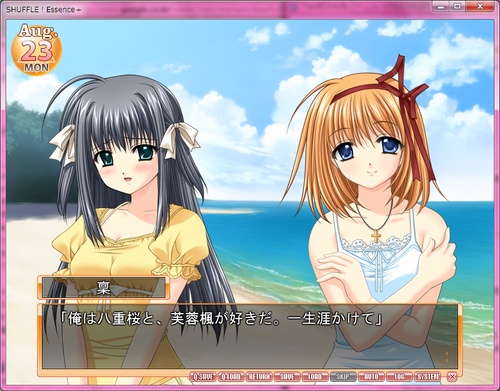 SHUFFLE! Essence+
Aug.
23
MON
稟
「俺は八重桜と、芙蓉楓が好きだ。一生涯かけて」
Q-SAVE Q-LOAD RETURN SAVE LOAD SKIP AUTO LOG SYSTEM